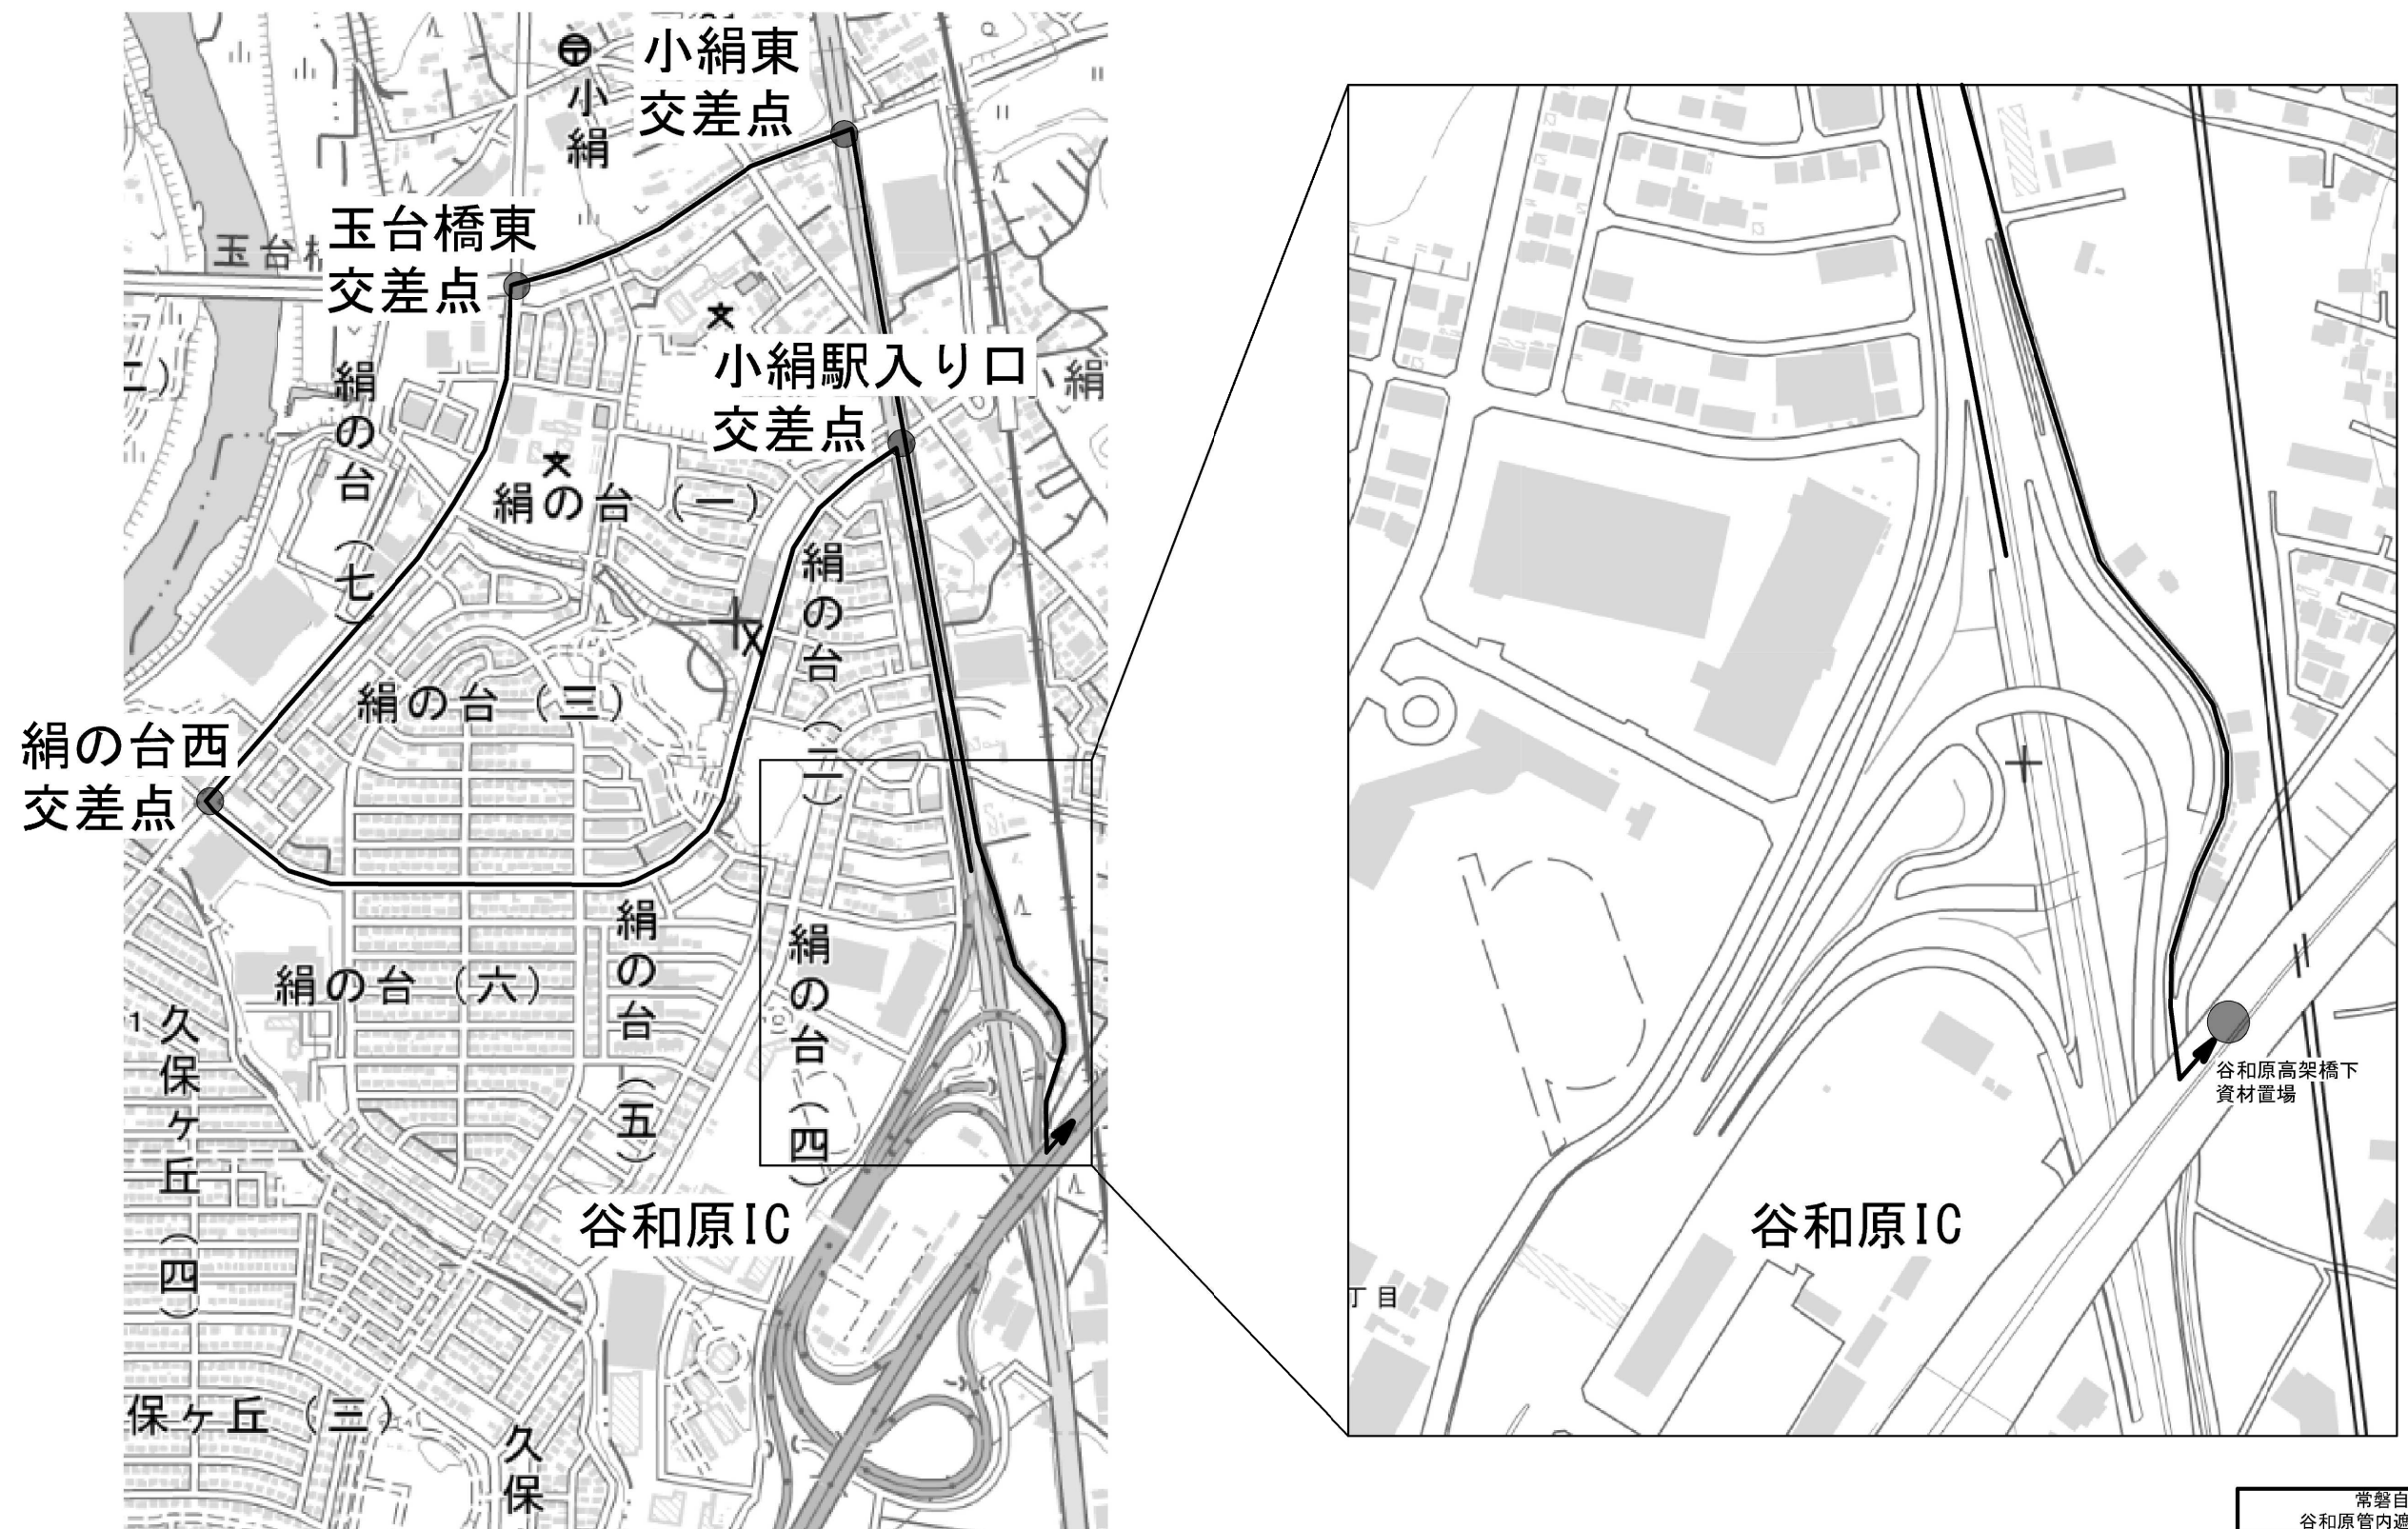 小絹東
交差点
小絹
玉台橋東
交差点
玉台
小絹駅入り口
交差点
絹
絹の台（七）
絹の台（一）
絹の台（二）
絹の台（三）
絹の台西
交差点
絹の台（六）
絹の台（五）
絹の台（四）
久保ヶ丘（四）
谷和原IC
保ヶ丘（三）
久保
谷和原高架橋下
資材置場
谷和原IC
丁目
常磐自
谷和原管内